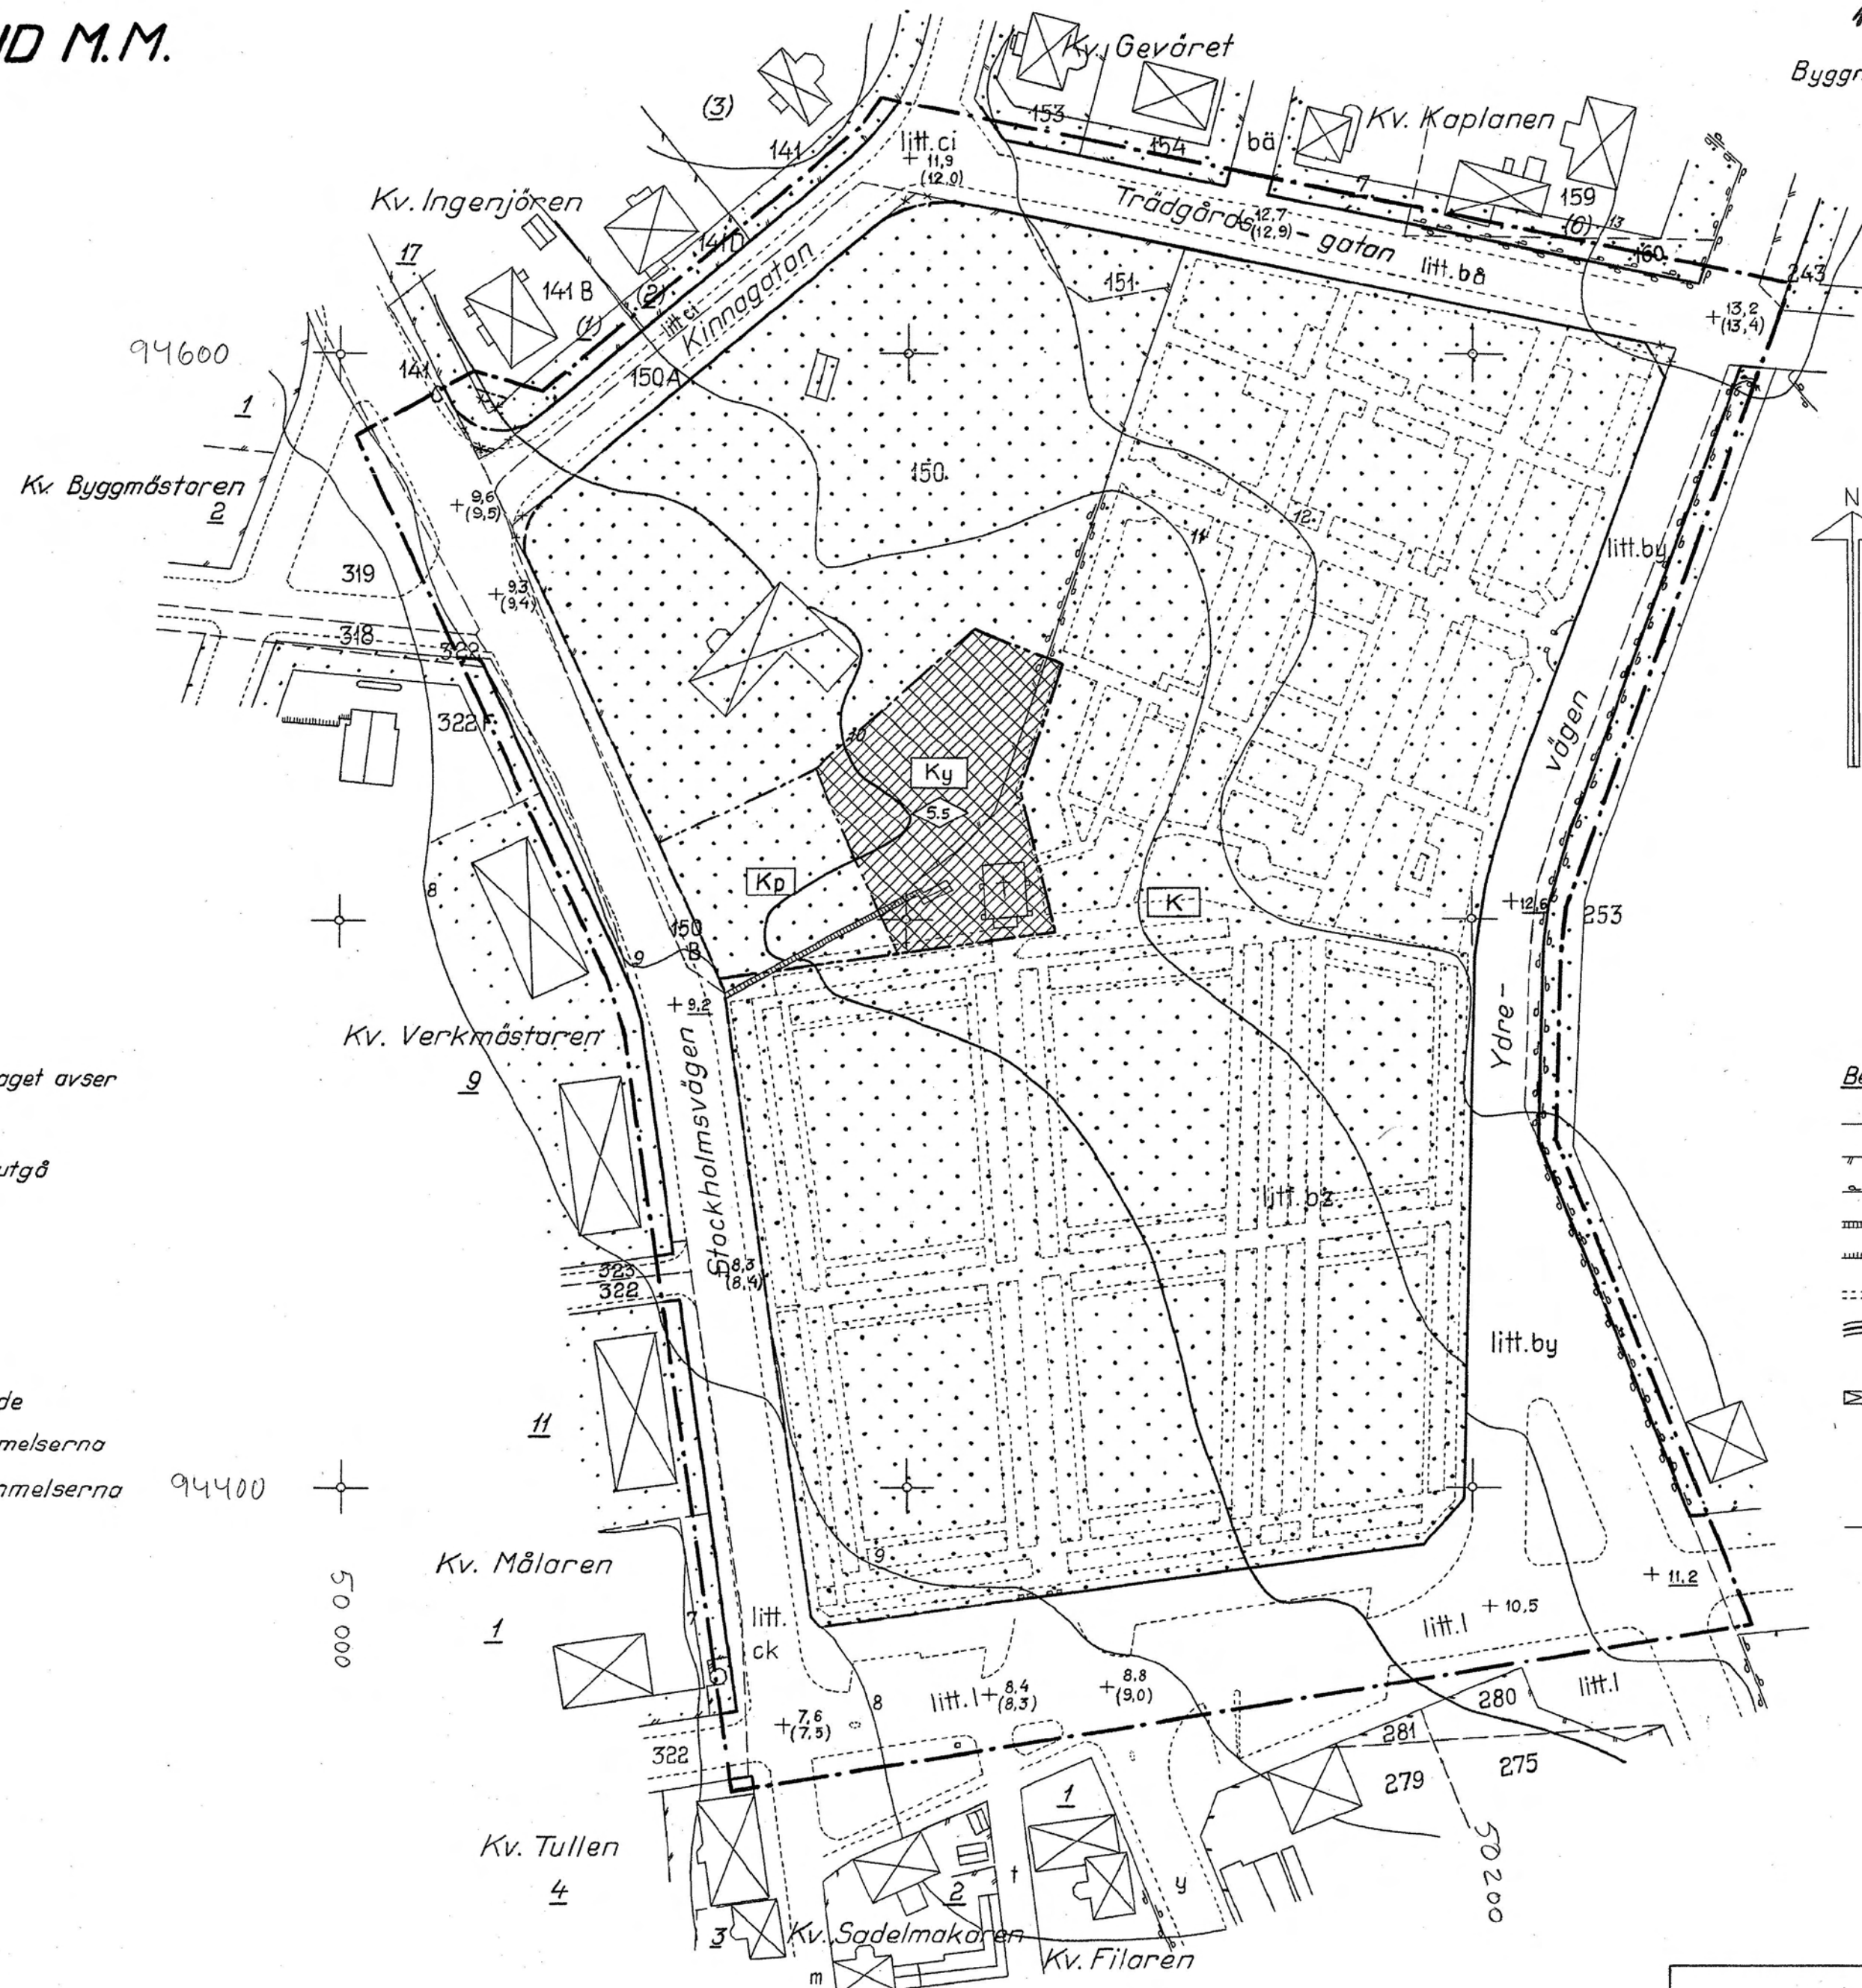 M.M.
Kv. Gevåret
Byggr
(3)
153
Kv. Kaplanen
141
litt.ci
154
bä
+ 11,9
(12,0)
7
Kv. Ingenjören
159
Trädgårds - gatan
12,7
(12,9)
(6)
13
141D
160
17
litt.bå
243
151
141 B
(2)
Kinnagatan
litt.ci
(1)
+ 13,2
(13,4)
94600
141
150A
1
150
Kv. Byggmästaren
2
+ 9,6
(9,5)
N
12
11
litt.by
319
+ 9,3
(9,4)
318
322
322
vägen
10
Ky
5.5
Kp
8
K
+ 12,6
253
150
B
9
+ 9,2
Kv. Verkmästaren
Ydre-
aget avser
9
Be
Stockholmsvägen
utgå
litt.bz
8,3
(8,4)
323
322
litt.by
de
11
melserna
mmelserna
94400
Kv. Målaren
9
+ 11,2
50 000
7
litt.
ck
1
+ 10,5
litt.l
8,8
+ (9,0)
litt.l
+ 8,4
(8,3)
8
280
litt.l
+ 7,6
(7,5)
281
322
275
279
1
50 200
Kv. Tullen
4
t
2
y
3
Kv. Sadelmakaren
Kv. Filaren
m